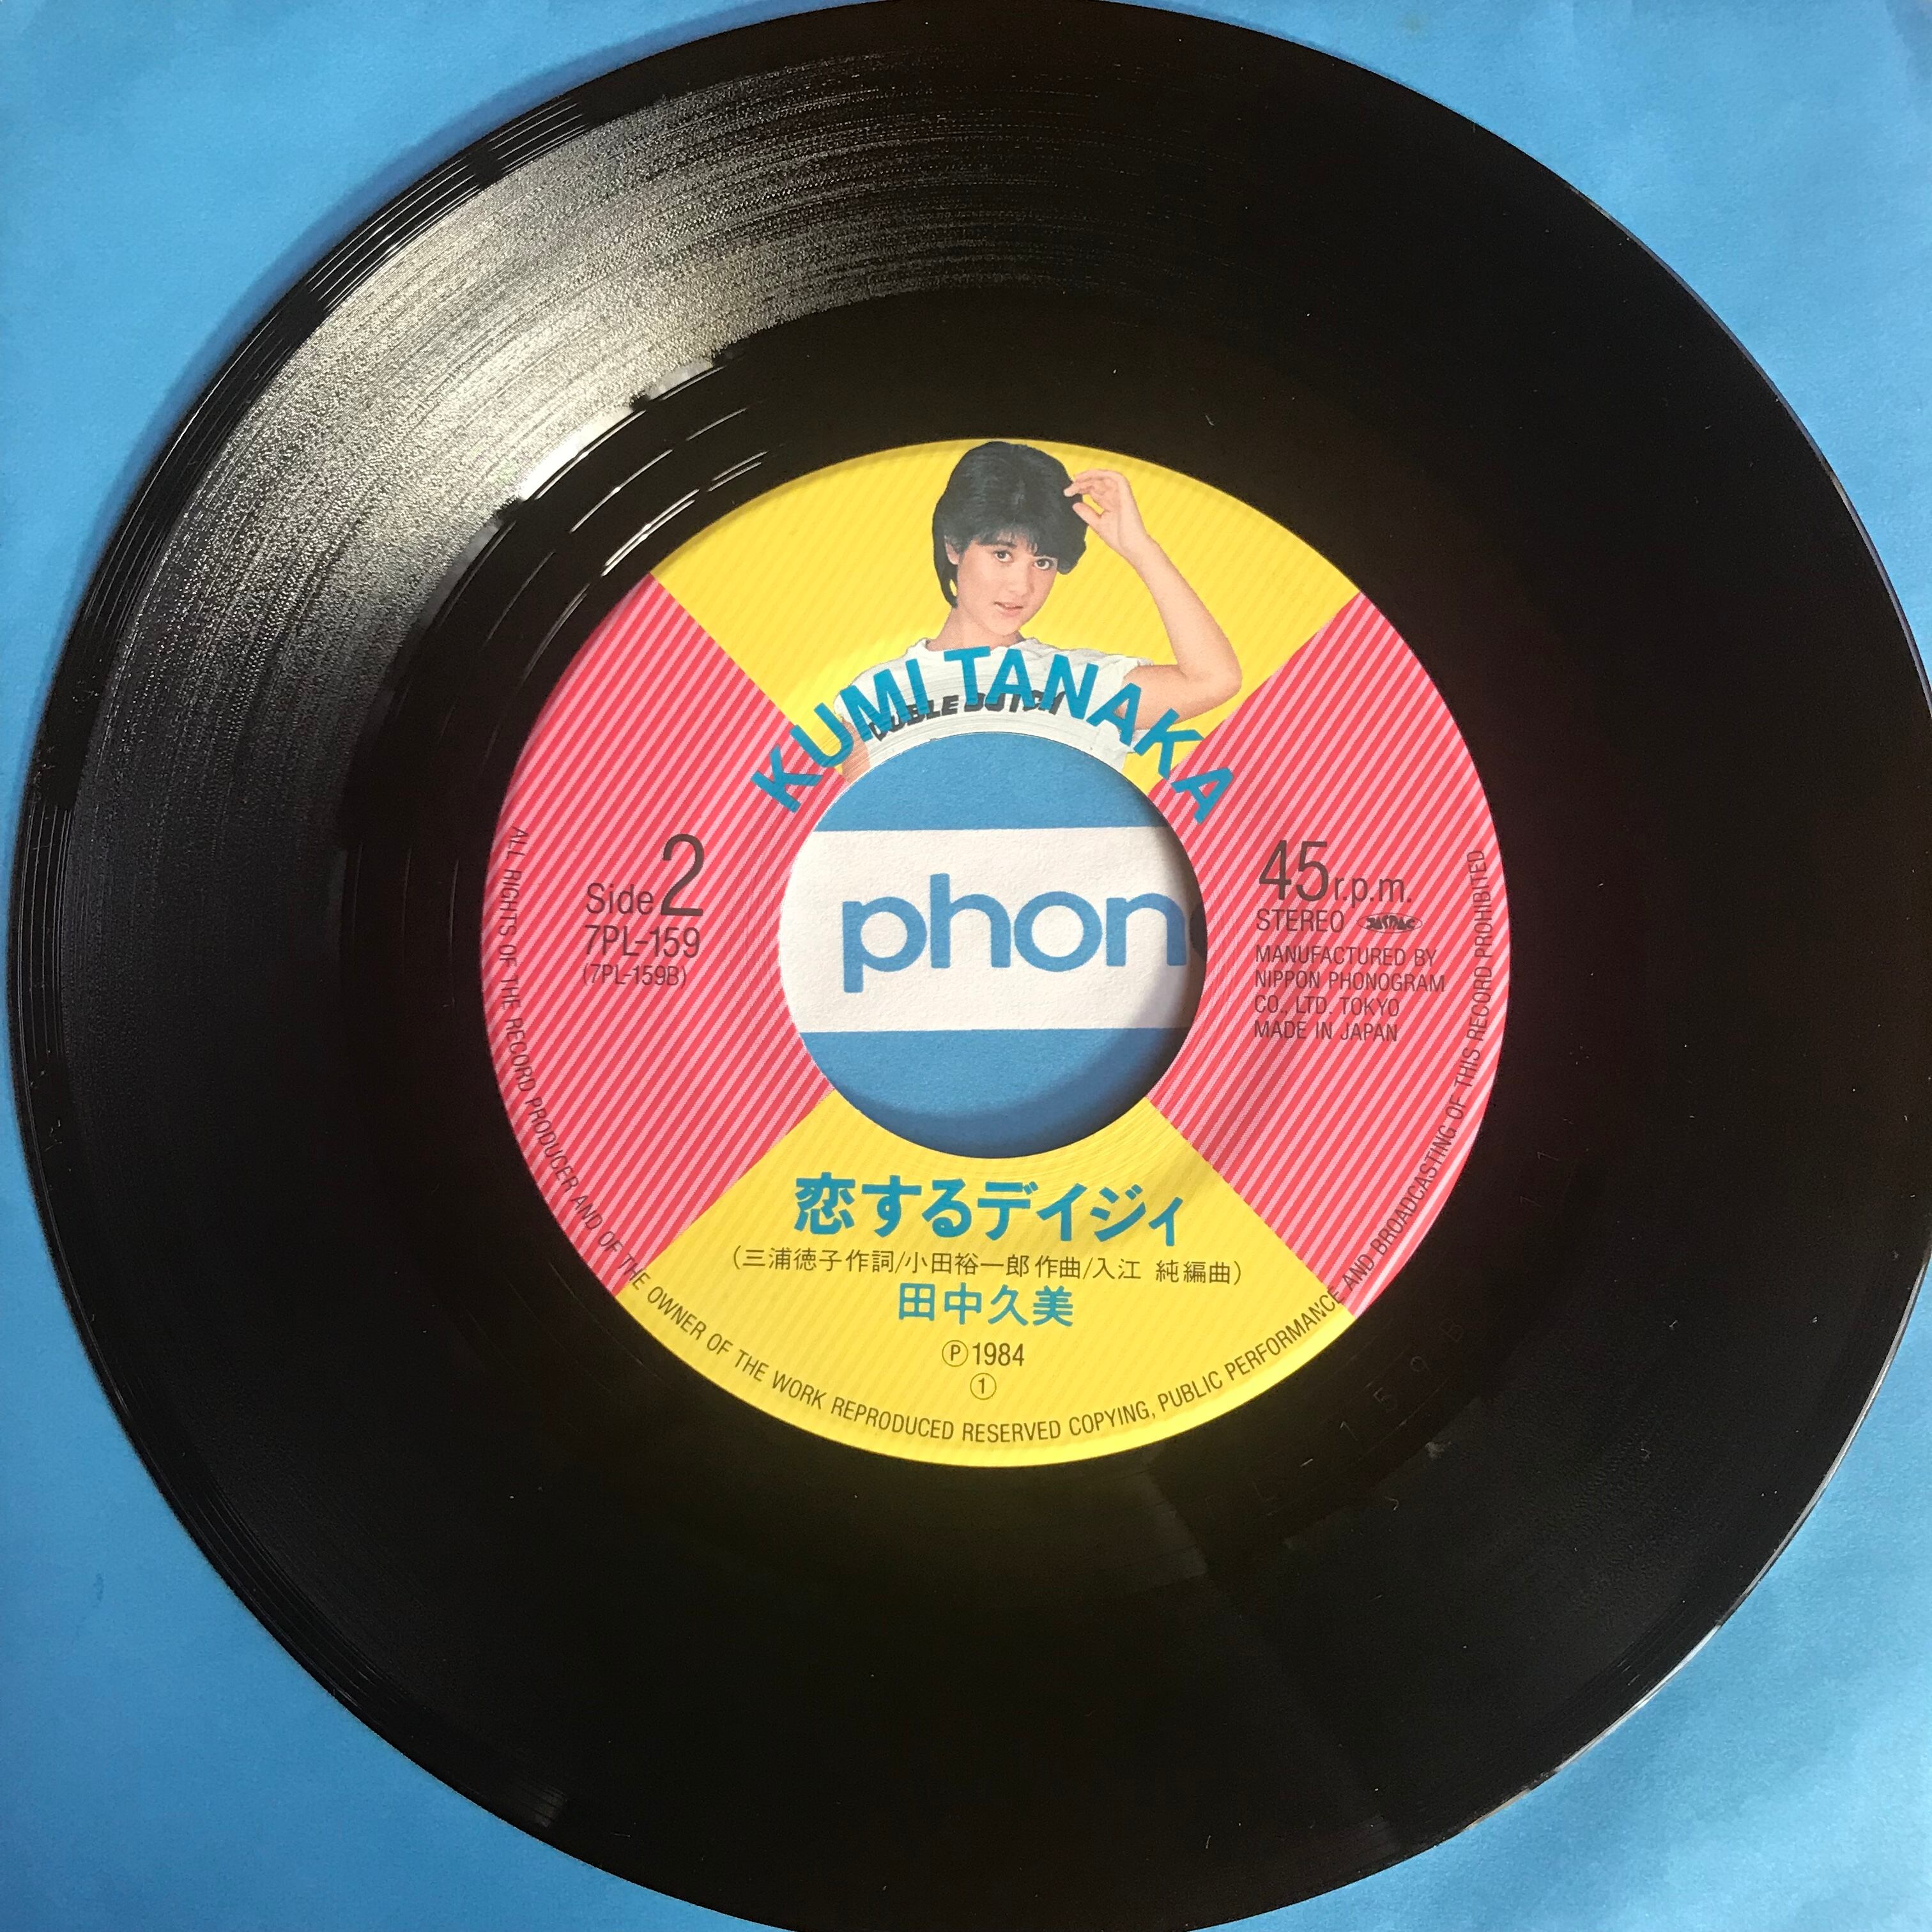 KUMI TANAKA
Side 2
7PL-159
(7PL-159B)
phon
45r.p.m.
STEREO JASRAC
MANUFACTURED BY
NIPPON PHONOGRAM
CO., LTD. TOKYO
MADE IN JAPAN
恋するデイジィ
(三浦徳子作詞/小田裕一郎作曲/入江 純編曲)
田中久美
Ⓟ1984
①
ALL RIGHTS OF THE RECORD PRODUCER AND OF THE OWNER OF THE WORK REPRODUCED RESERVED COPYING, PUBLIC PERFORMANCE AND BROADCASTING OF THIS RECORD PROHIBITED